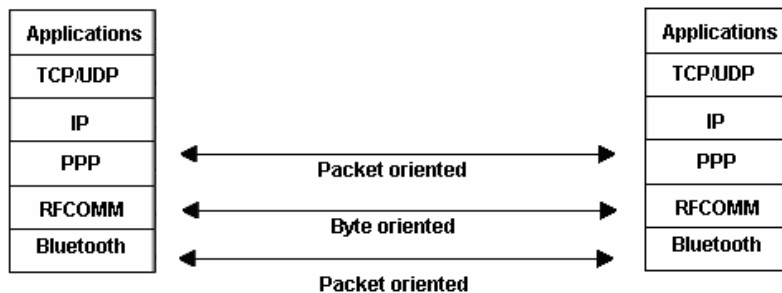 Applications
TCP/UDP
IP
PPP
RFCOMM
Bluetooth
Packet oriented
Byte oriented
Packet oriented
Applications
TCP/UDP
IP
PPP
RFCOMM
Bluetooth